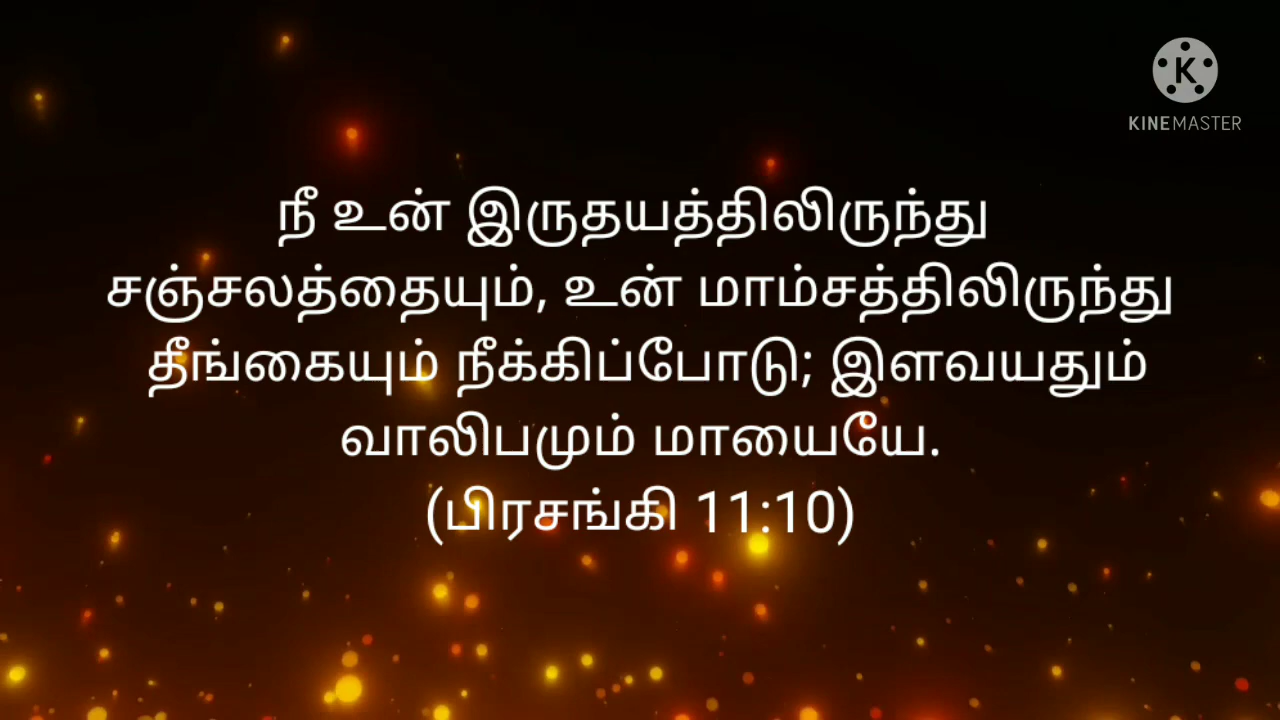 KINEMASTER
நீ உன் இருதயத்திலிருந்து
சஞ்சலத்தையும், உன் மாம்சத்திலிருந்து
தீங்கையும் நீக்கிப்போடு; இளவயதும்
வாலிபமும் மாயையே.
(பிரசங்கி 11:10)